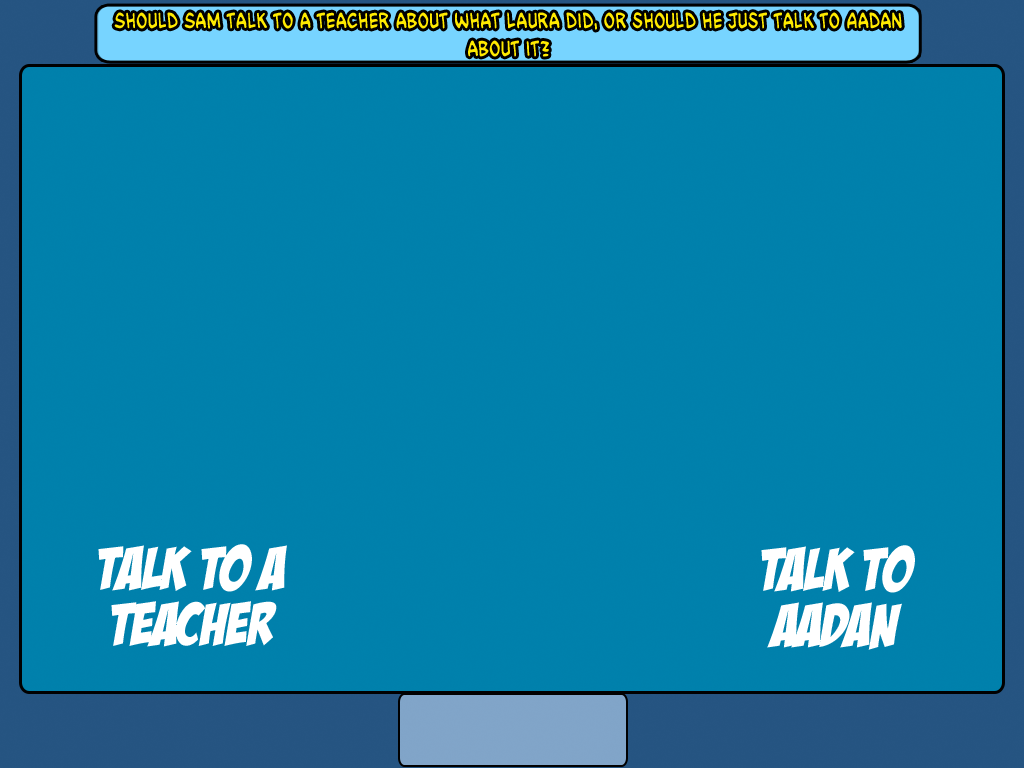 SHOULD SAM TALK TO A TEACHER ABOUT WHAT LAURA DID, OR SHOULD HE JUST TALK TO AADAN
ABOUT IT?
TALK TO A
TEACHER
TALK TO
AADAN